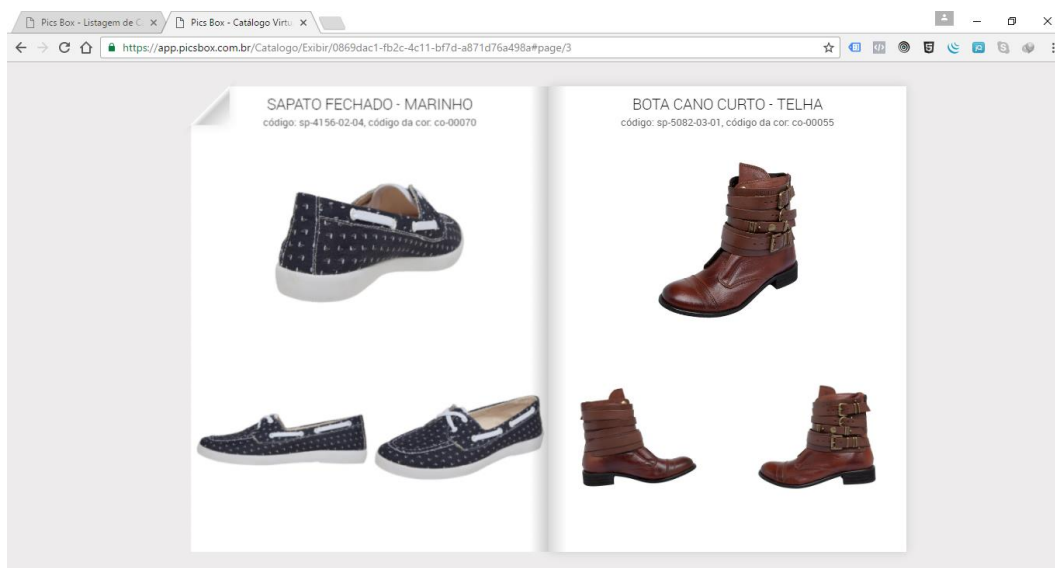 Pics Box - Listagem de C
Pics Box - Catálogo Virtu
https://app.picsbox.com.br/Catalogo/Exibir/0869dac1-fb2c-4c11-bf7d-a871d76a498a#page/3
SAPATO FECHADO - MARINHO
código: sp-4156-02-04, código da cor: co-00070
BOTA CANO CURTO - TELHA
código: sp-5082-03-01, código da cor: co-00055